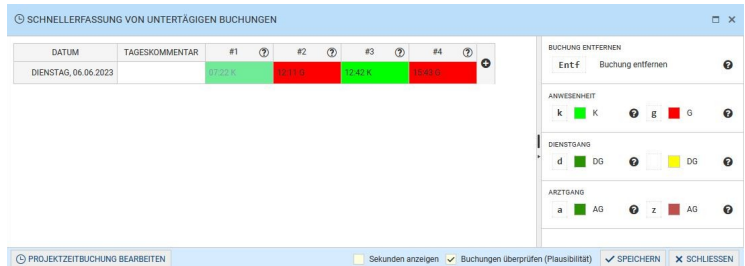 SCHNELLERFASSUNG VON UNTERTÄGIGEN BUCHUNGEN
DATUM TAGESKOMMENTAR #1 #2 #3 #4
DIENSTAG, 06.06.2023 07:22 K 12:11 G 12:42 K 15:43 G
BUCHUNG ENTFERNEN
Entf Buchung entfernen
ANWESENHEIT
k K g G
DIENSTGANG
d DG DG
ARZTGANG
a AG z AG
PROJEKTZEITBUCHUNG BEARBEITEN Sekunden anzeigen Buchungen überprüfen (Plausibilität) SPEICHERN SCHLIESSEN